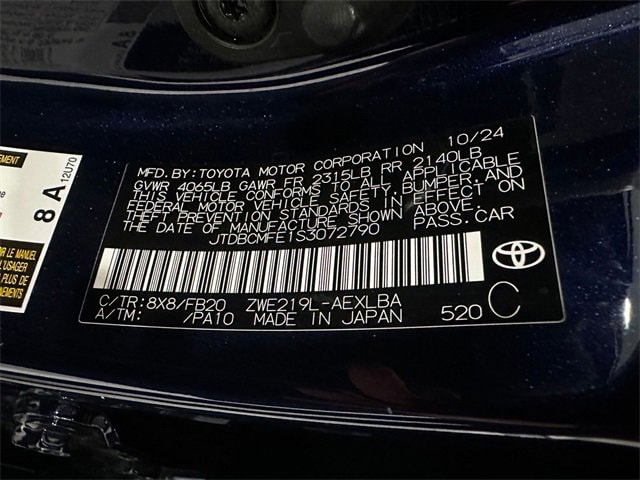 MFD. BY: TOYOTA MOTOR CORPORATION 10/24
GVWR 4065LB GAWR FR 2315LB RR 2140LB
THIS VEHICLE CONFORMS TO ALL APPLICABLE
FEDERAL MOTOR VEHICLE SAFETY, BUMPER, AND
THEFT PREVENTION STANDARDS IN EFFECT ON
THE DATE OF MANUFACTURE SHOWN ABOVE.
JTDBCMFE1S3072790 PASS. CAR
C/TR: 8X8/FB20 ZWE219L-AEXLBA
A/TM: /PA10 MADE IN JAPAN 520 C
8 A 12U70